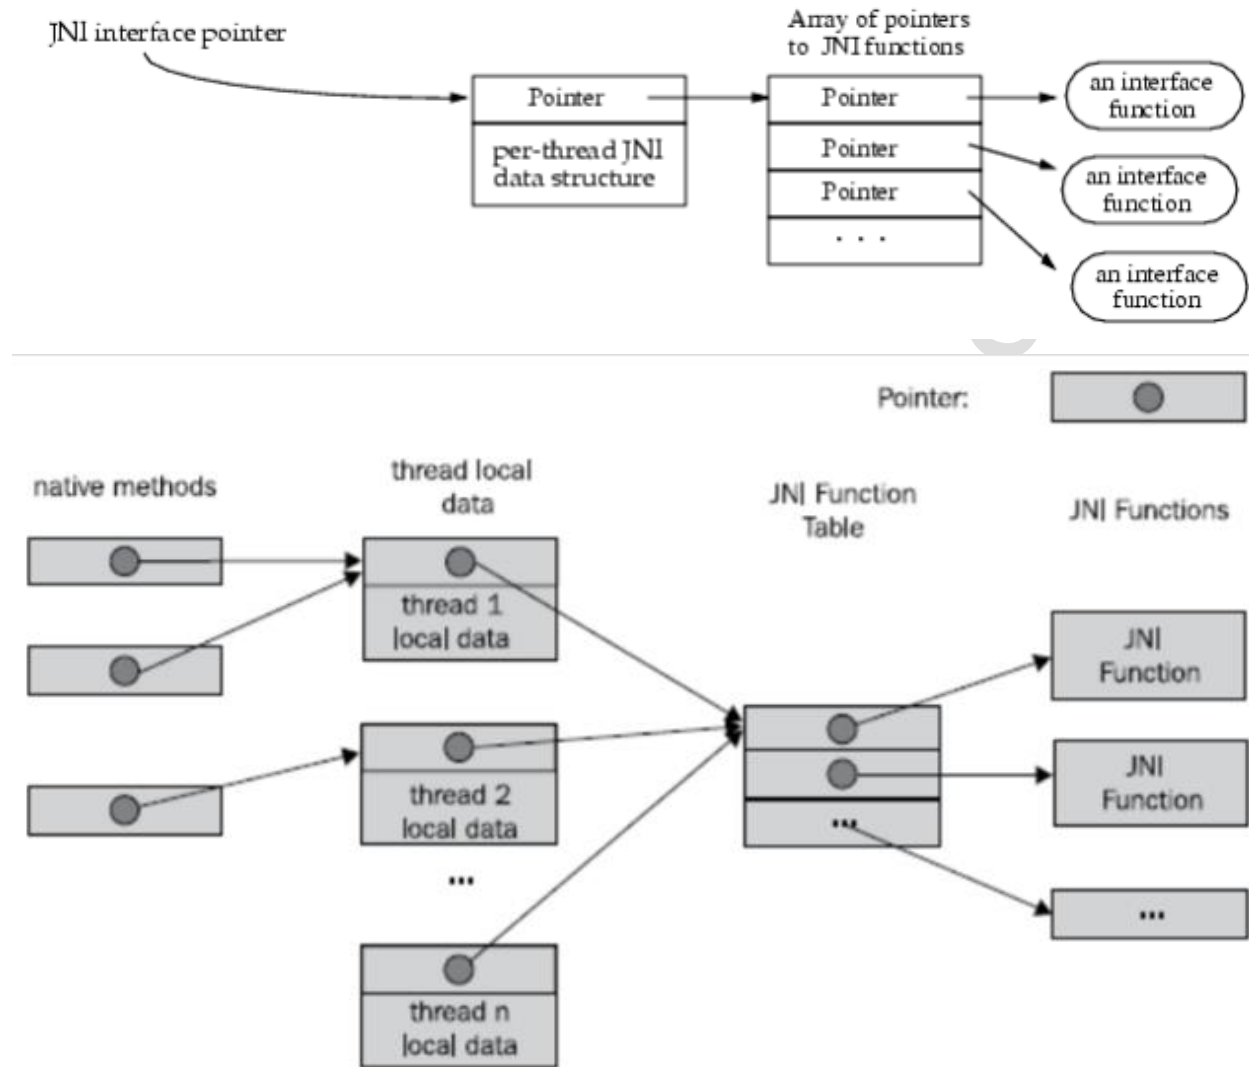 JNI interface pointer
Array of pointers
to JNI functions
Pointer
per-thread JNI
data structure
Pointer
Pointer
Pointer
. . .
an interface
function
an interface
function
an interface
function
Pointer:
native methods
thread local
data
JNI Function
Table
JNI Functions
thread 1
local data
thread 2
local data
...
thread n
local data
...
JNI
Function
JNI
Function
...